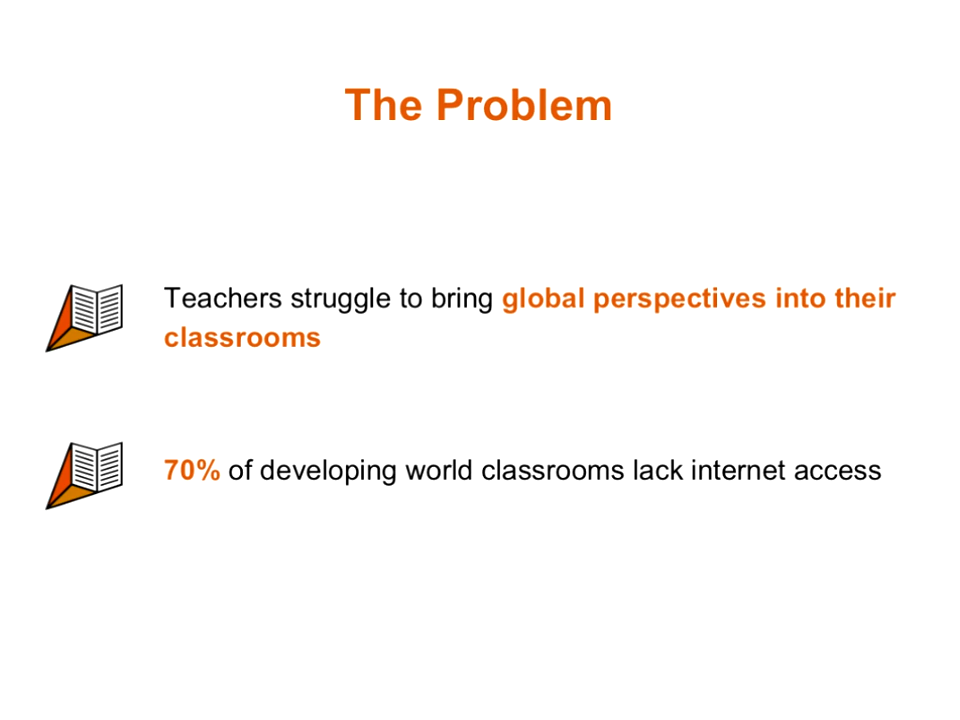 The Problem
Teachers struggle to bring global perspectives into their
classrooms
70% of developing world classrooms lack internet access